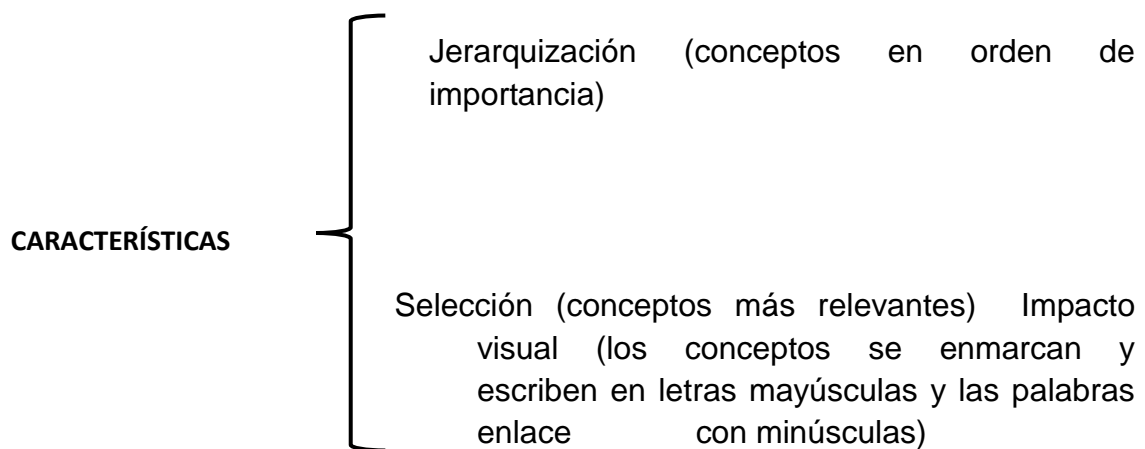 Jerarquización (conceptos en orden de
importancia)
CARACTERÍSTICAS
Selección (conceptos más relevantes) Impacto
visual (los conceptos se enmarcan y
escriben en letras mayúsculas y las palabras
enlace con minúsculas)